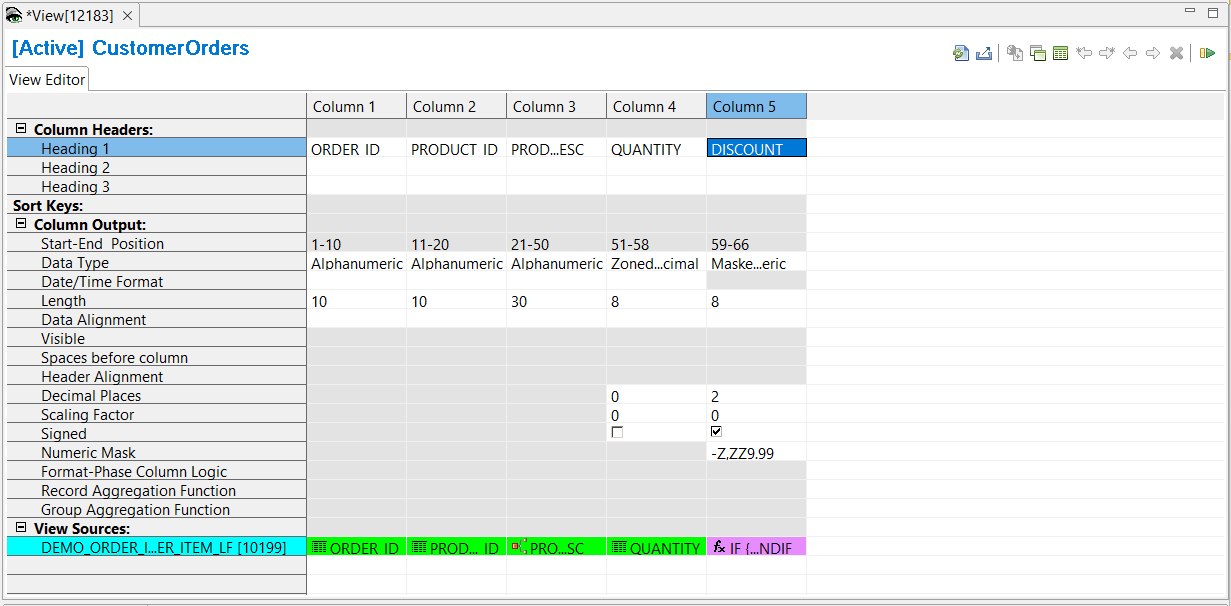 *View[12183]
[Active] CustomerOrders
View Editor
Column 1 Column 2 Column 3 Column 4 Column 5
Column Headers:
Heading 1 ORDER ID PRODUCT ID PROD...ESC QUANTITY DISCOUNT
Heading 2
Heading 3
Sort Keys:
Column Output:
Start-End Position 1-10 11-20 21-50 51-58 59-66
Data Type Alphanumeric Alphanumeric Alphanumeric Zoned...cimal Maske...eric
Date/Time Format
Length 10 10 30 8 8
Data Alignment
Visible
Spaces before column
Header Alignment
Decimal Places 0 2
Scaling Factor 0 0
Signed
Numeric Mask -Z,ZZ9.99
Format-Phase Column Logic
Record Aggregation Function
Group Aggregation Function
View Sources:
DEMO_ORDER_I...ER_ITEM_LF [10199] ORDER_ID PROD..._ID PRO...SC QUANTITY fx IF {...NDIF